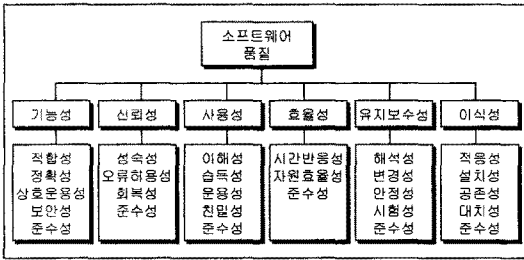 소프트웨어
품질
기능성
신뢰성
사용성
효율성
유지보수성
이식성
적합성
정확성
상호운용성
보안성
준수성
성숙성
오류허용성
회복성
준수성
이해성
습득성
운용성
친밀성
준수성
시간반응성
자원효율성
준수성
해석성
변경성
안정성
시험성
준수성
적응성
설치성
공존성
대치성
준수성